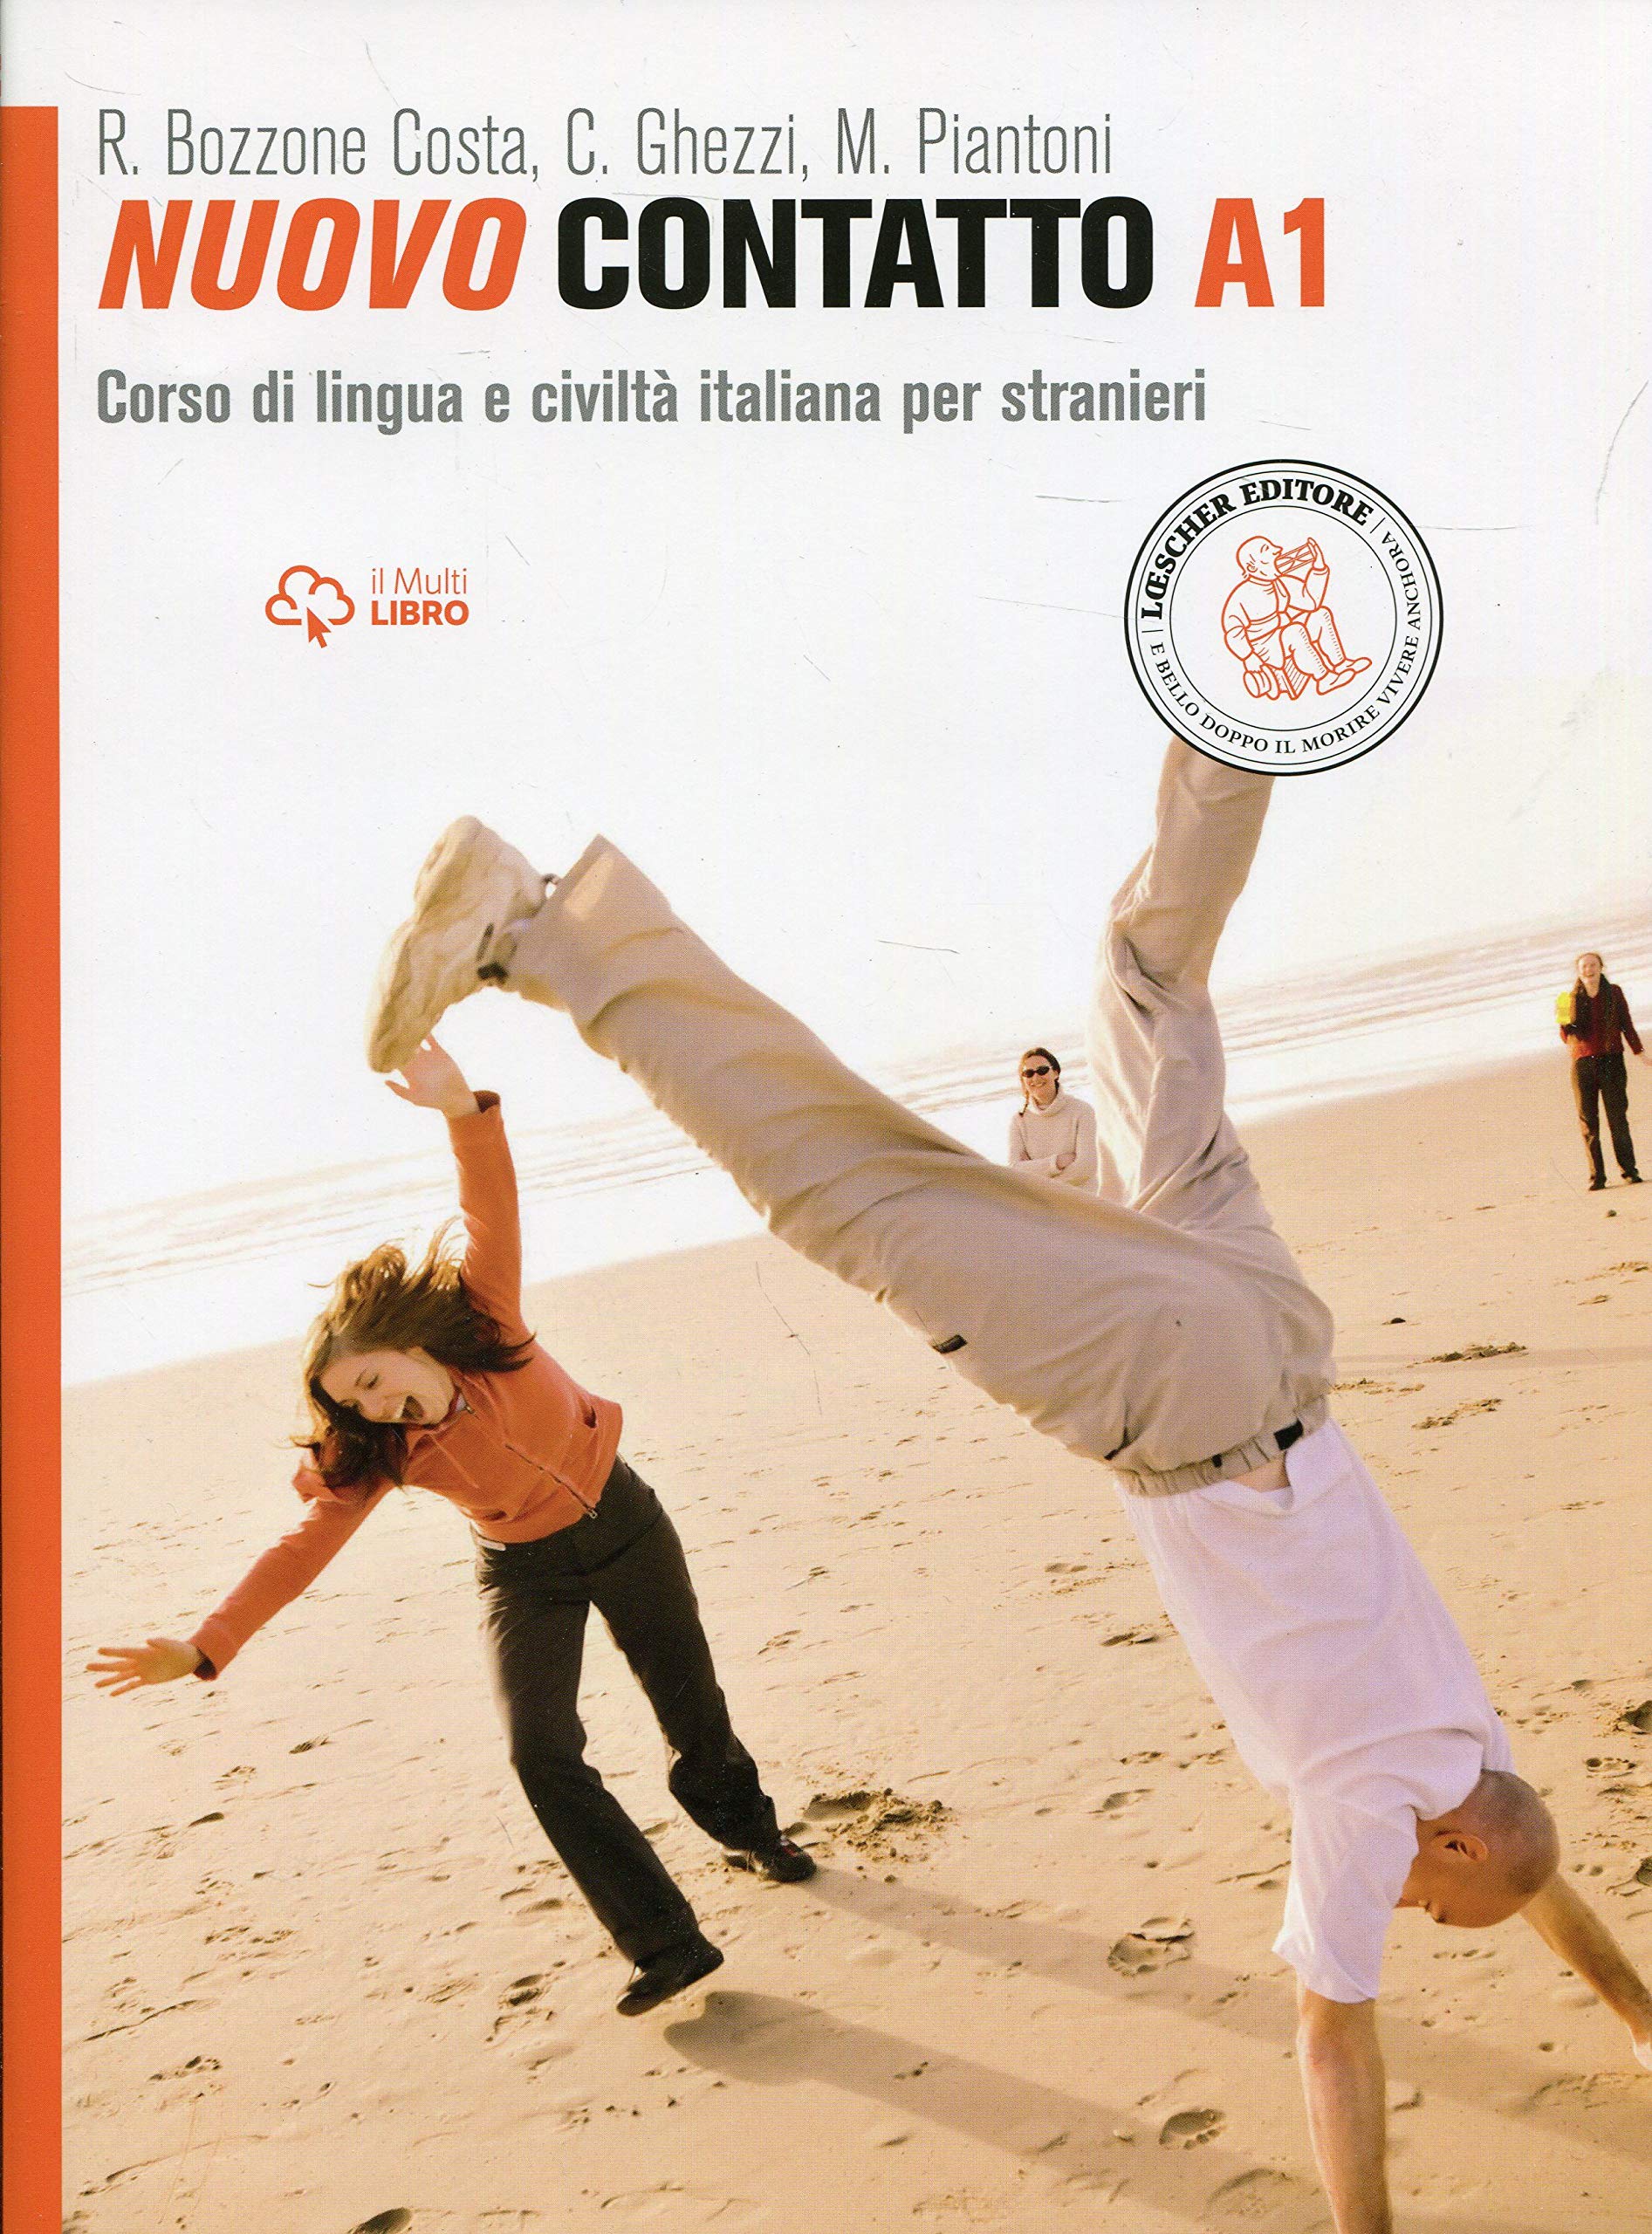 R. Bozzone Costa, C. Ghezzi, M. Piantoni
NUOVO CONTATTO A1
Corso di lingua e civiltà italiana per stranieri
il Multi
LIBRO
LŒSCHER EDITORE
E BELLO DOPPO IL MORIRE VIVERE ANCHORA